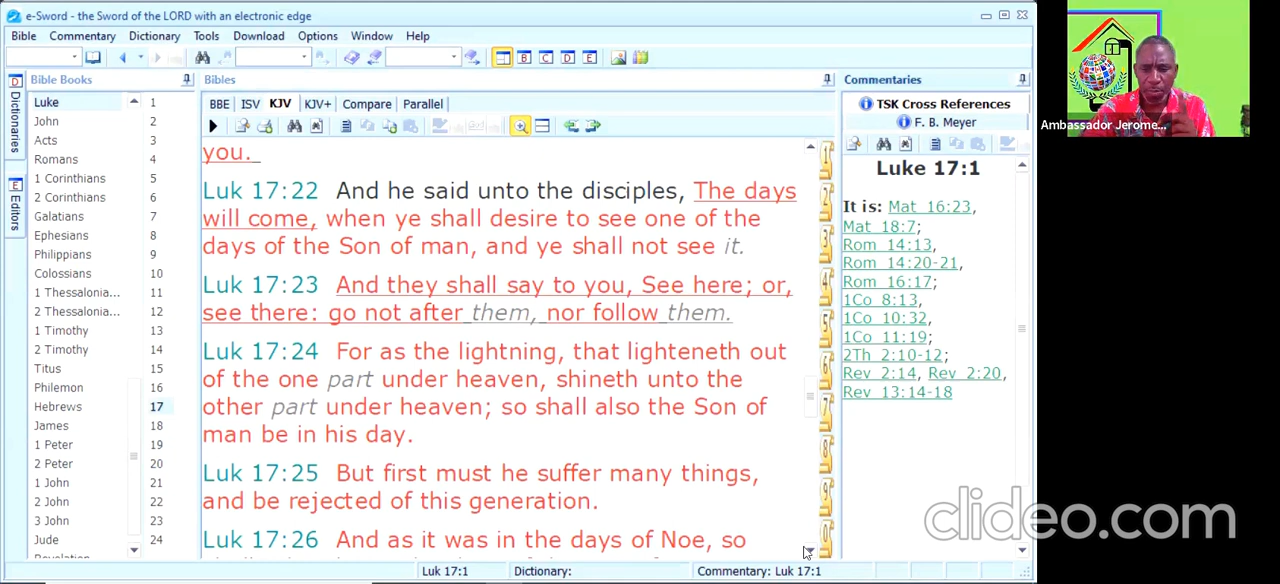 e-Sword - the Sword of the LORD with an electronic edge
Bible Commentary Dictionary Tools Download Options Window Help
B C D E
D Dictionaries
E Editors
Bible Books
Luke 1
John 2
Acts 3
Romans 4
1 Corinthians 5
2 Corinthians 6
Galatians 7
Ephesians 8
Philippians 9
Colossians 10
1 Thessalonia... 11
2 Thessalonia... 12
1 Timothy 13
2 Timothy 14
Titus 15
Philemon 16
Hebrews 17
James 18
1 Peter 19
2 Peter 20
1 John 21
2 John 22
3 John 23
Jude 24
Revelation
Bibles
BBE ISV KJV KJV+ Compare Parallel
you.
Luk 17:22 And he said unto the disciples, The days
will come, when ye shall desire to see one of the
days of the Son of man, and ye shall not see it.
Luk 17:23 And they shall say to you, See here; or,
see there: go not after them, nor follow them.
Luk 17:24 For as the lightning, that lighteneth out
of the one part under heaven, shineth unto the
other part under heaven; so shall also the Son of
man be in his day.
Luk 17:25 But first must he suffer many things,
and be rejected of this generation.
Luk 17:26 And as it was in the days of Noe, so
1
2
3
4
5
6
7
8
9
0
Commentaries
TSK Cross References
F. B. Meyer
Luke 17:1
It is: Mat 16:23,
Mat 18:7;
Rom 14:13,
Rom 14:20-21,
Rom 16:17;
1Co 8:13,
1Co 10:32,
1Co 11:19;
2Th 2:10-12;
Rev 2:14, Rev 2:20,
Rev 13:14-18
Ambassador Jerome...
clideo.com
Luk 17:1 Dictionary: Commentary: Luk 17:1